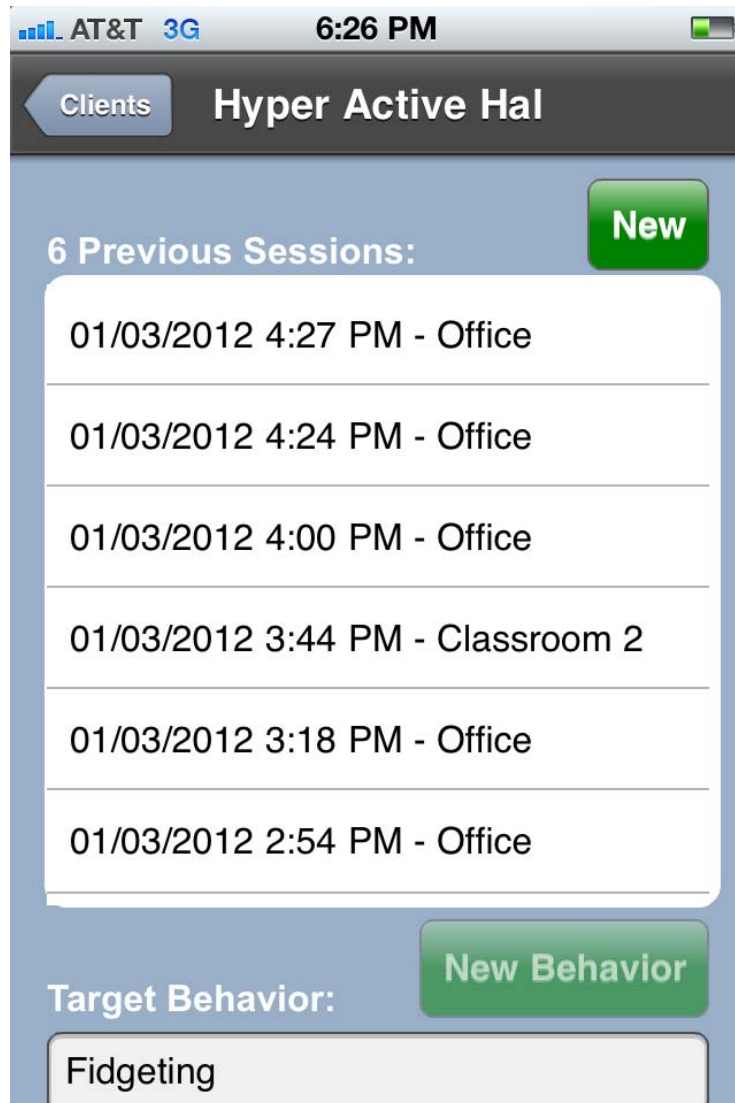 AT&T 3G 6:26 PM
Clients Hyper Active Hal
New
6 Previous Sessions:
01/03/2012 4:27 PM - Office
01/03/2012 4:24 PM - Office
01/03/2012 4:00 PM - Office
01/03/2012 3:44 PM - Classroom 2
01/03/2012 3:18 PM - Office
01/03/2012 2:54 PM - Office
New Behavior
Target Behavior:
Fidgeting